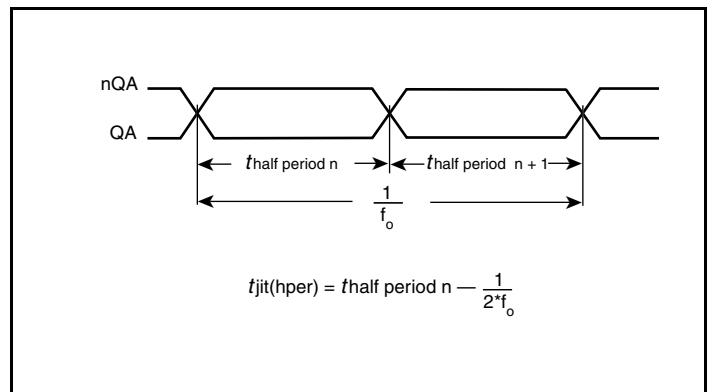 nQA
QA
thalf period n
thalf period n + 1
1
fo
tjit(hper) = thalf period n — 1
2*fo